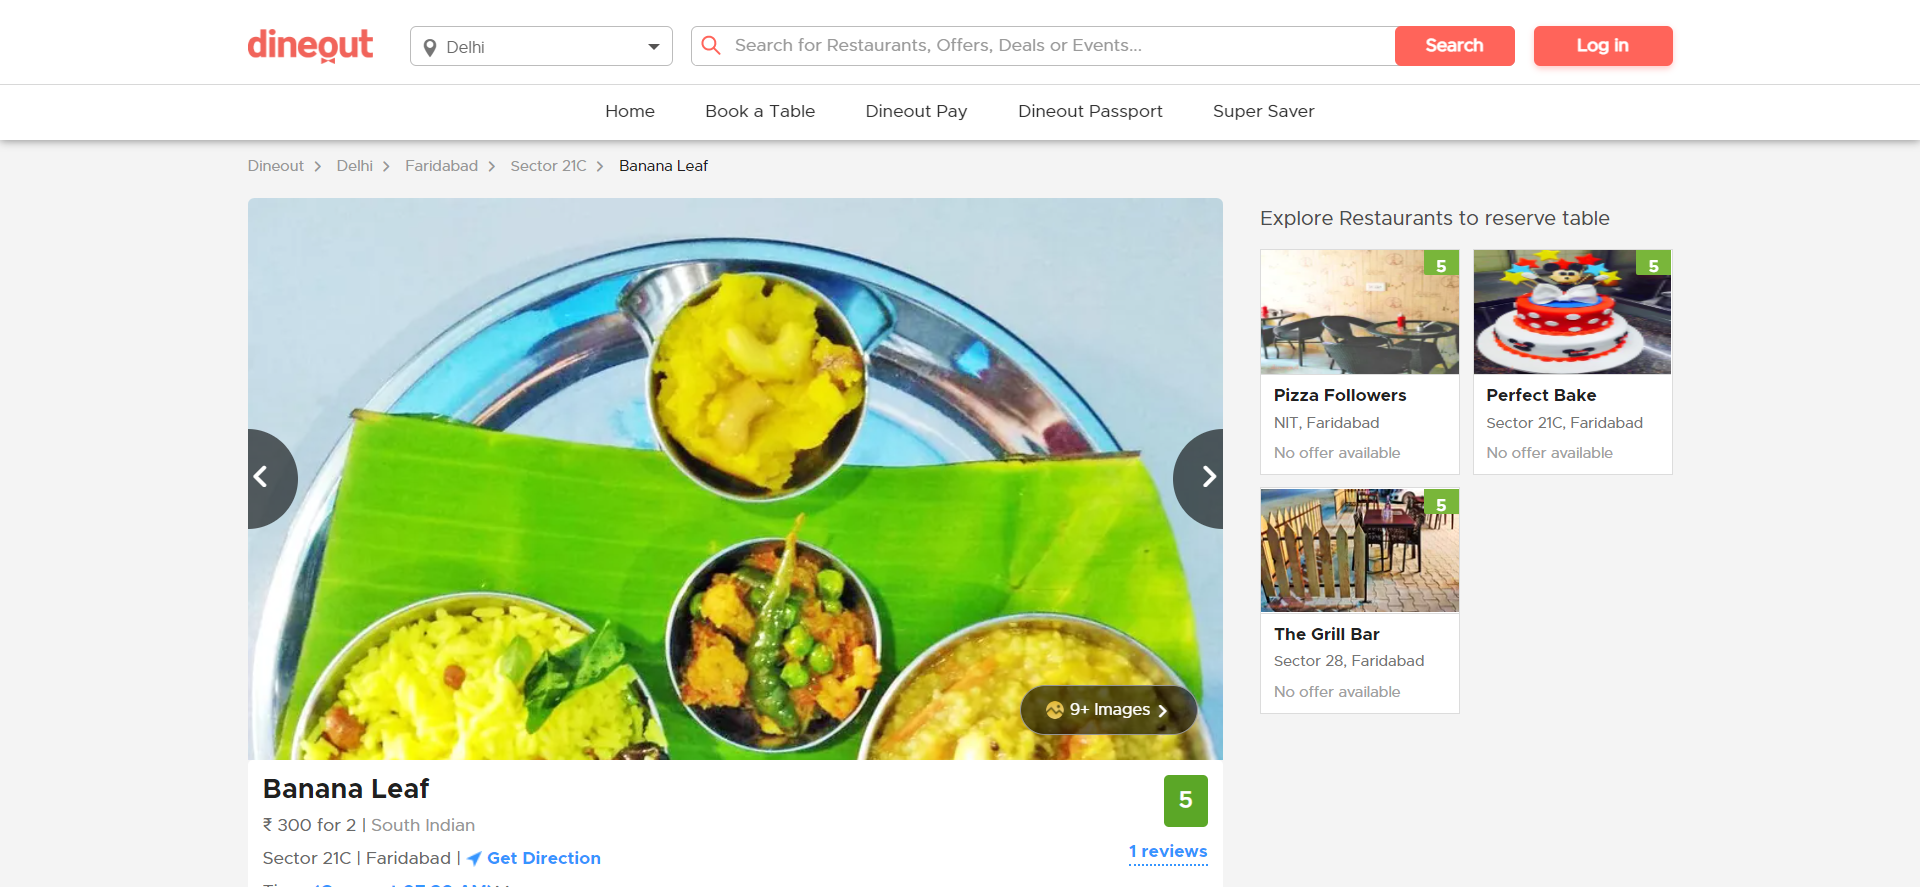 dineout
Delhi
Search for Restaurants, Offers, Deals or Events...
Search
Log in
Home
Book a Table
Dineout Pay
Dineout Passport
Super Saver
Dineout > Delhi > Faridabad > Sector 21C > Banana Leaf
9+ Images
Banana Leaf
5
₹ 300 for 2 | South Indian
Sector 21C | Faridabad | Get Direction
1 reviews
Explore Restaurants to reserve table
5
Pizza Followers
NIT, Faridabad
No offer available
5
Perfect Bake
Sector 21C, Faridabad
No offer available
5
The Grill Bar
Sector 28, Faridabad
No offer available